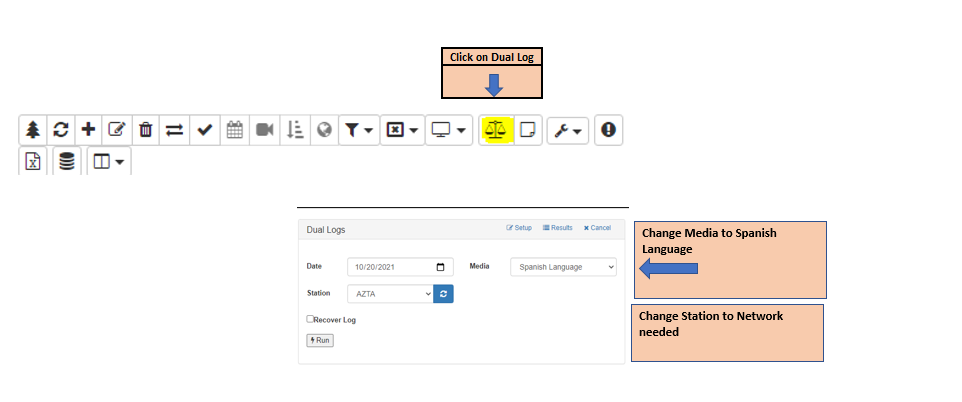 Click on Dual Log
Dual Logs
Setup Results Cancel
Date 10/20/2021 Media Spanish Language
Station AZTA
Recover Log
Run
Change Media to Spanish
Language
Change Station to Network
needed